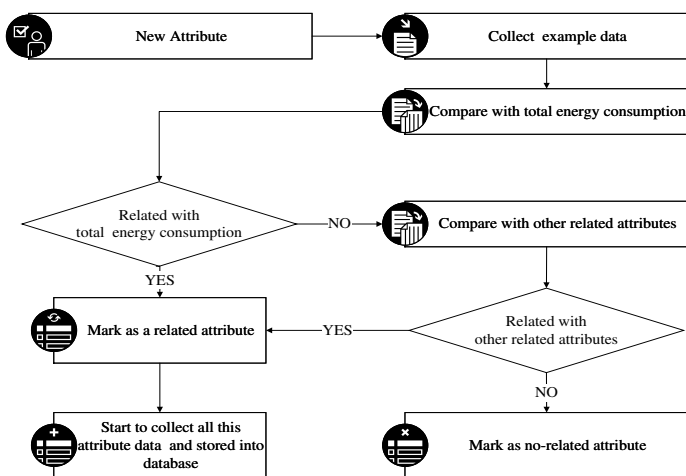 New Attribute
Collect example data
Compare with total energy consumption
Related with
total energy consumption
NO
Compare with other related attributes
YES
Mark as a related attribute
YES
Related with
other related attributes
NO
Start to collect all this
attribute data and stored into
database
Mark as no-related attribute